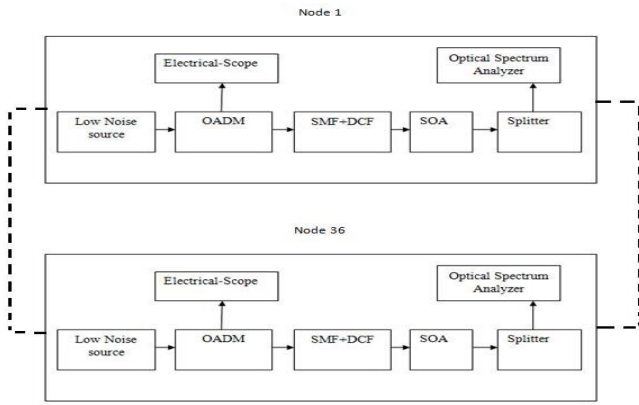 Node 1
Electrical-Scope
Optical Spectrum
Analyzer
Low Noise
source
OADM
SMF+DCF
SOA
Splitter
Node 36
Electrical-Scope
Optical Spectrum
Analyzer
Low Noise
source
OADM
SMF+DCF
SOA
Splitter